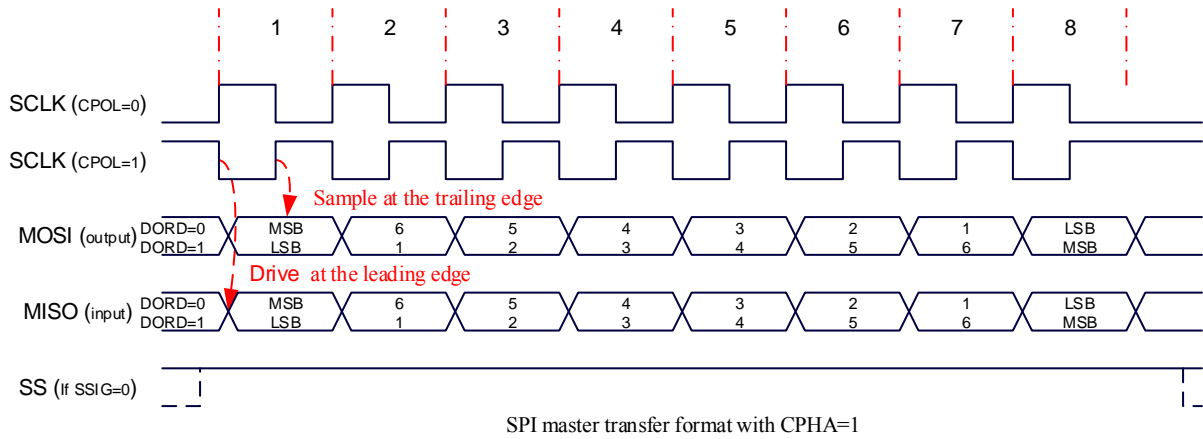 1 2 3 4 5 6 7 8
SCLK (CPOL=0)
SCLK (CPOL=1)
Sample at the trailing edge
MOSI (output) DORD=0 MSB 6 5 4 3 2 1 LSB
DORD=1 LSB 1 2 3 4 5 6 MSB
Drive at the leading edge
MISO (input) DORD=0 MSB 6 5 4 3 2 1 LSB
DORD=1 LSB 1 2 3 4 5 6 MSB
SS (If SSIG=0)
SPI master transfer format with CPHA=1